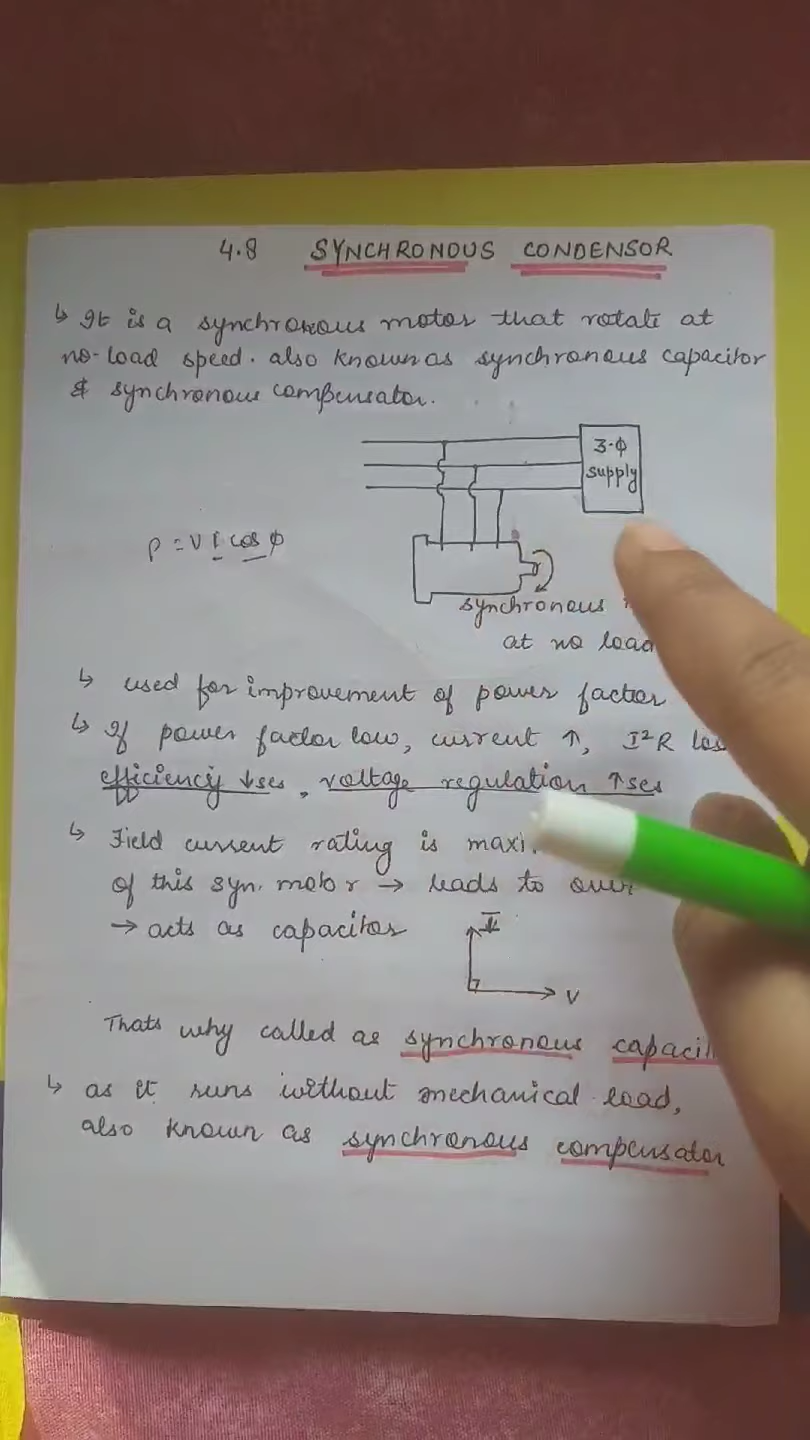 4.8 SYNCHRONOUS CONDENSOR
↳ It is a synchronous motor that rotate at
no-load speed. also known as synchronous capacitor
& synchronous compensator.
3-ϕ
supply
P = V I cos ϕ
synchronous
at no load
↳ used for improvement of power factor
↳ If power factor low, current ↑, I²R
efficiency ↓ses, voltage regulation ↑ses
↳ Field current rating is
of this syn. motor → leads to
→ acts as capacitor
I
V
Thats why called as synchronous
↳ as it runs without mechanical load,
also known as synchronous compensator